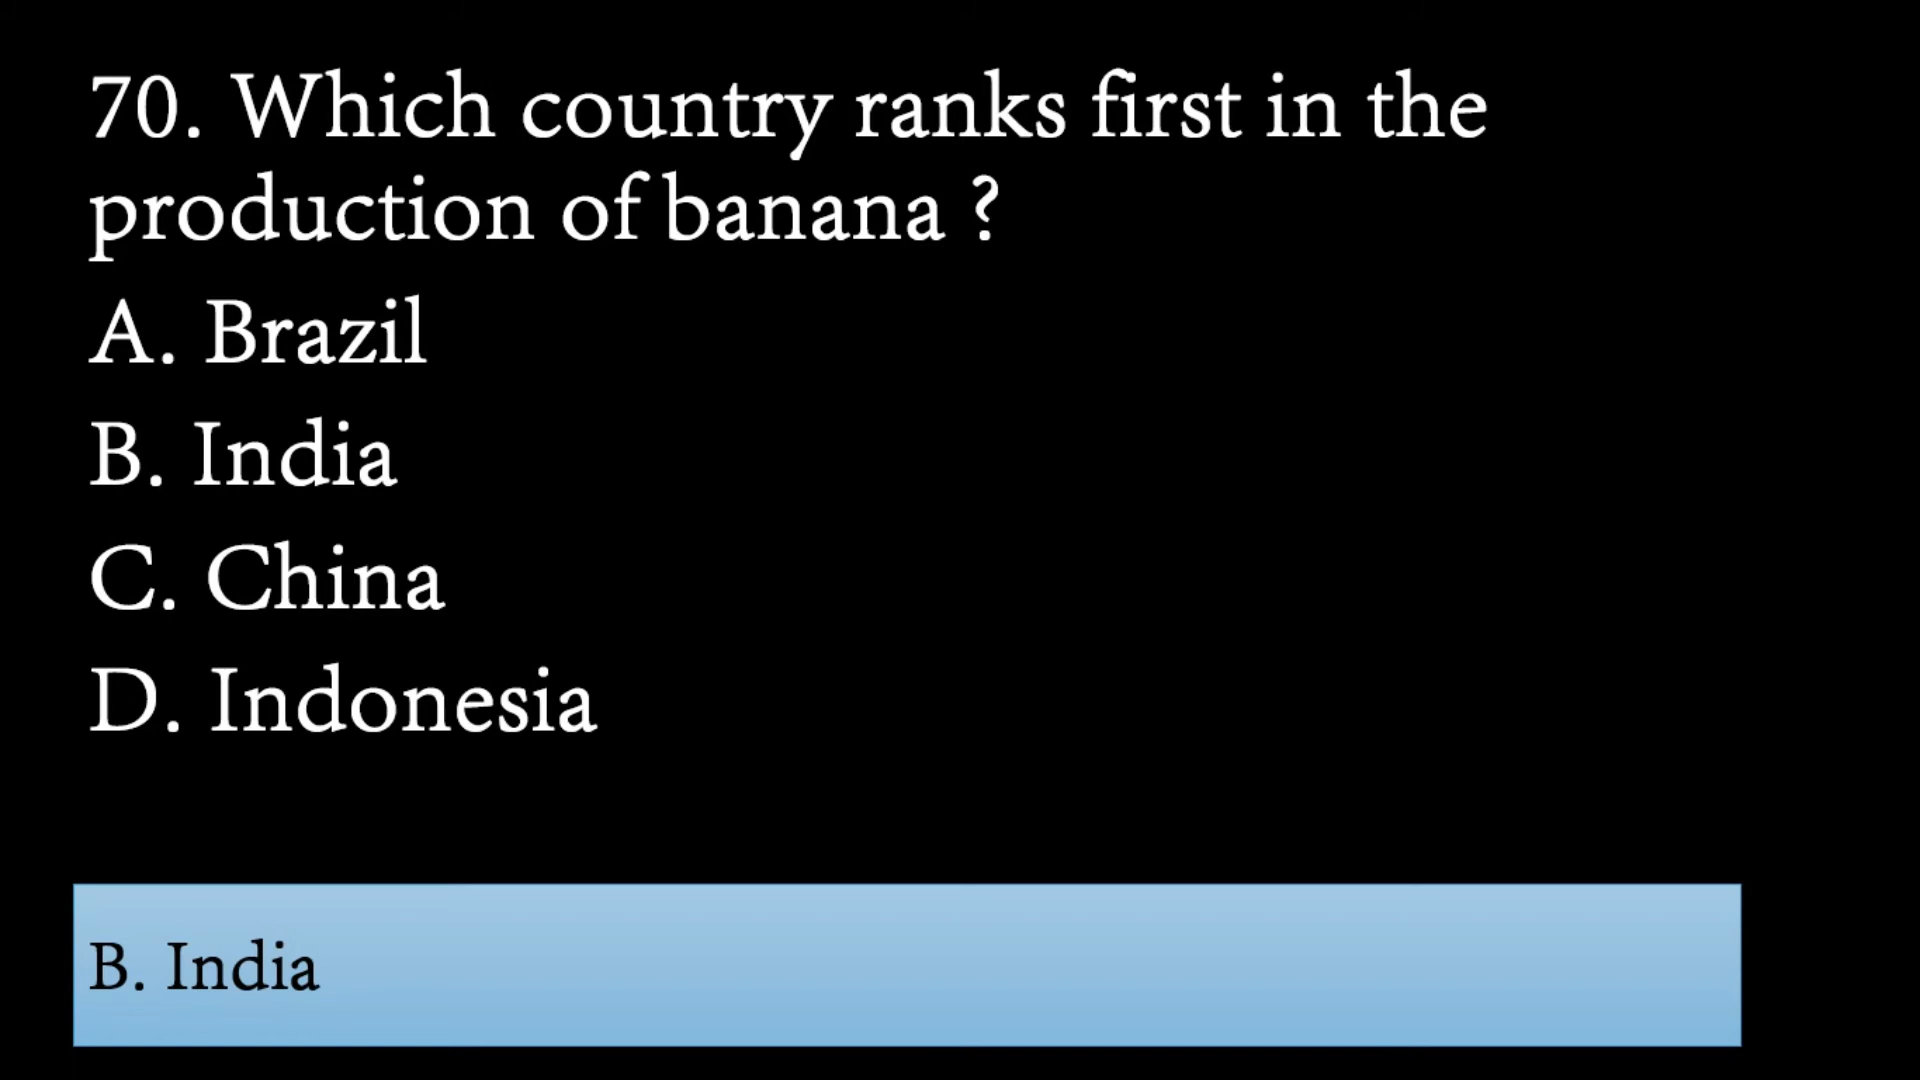 70. Which country ranks first in the
production of banana ?
A. Brazil
B. India
C. China
D. Indonesia
B. India